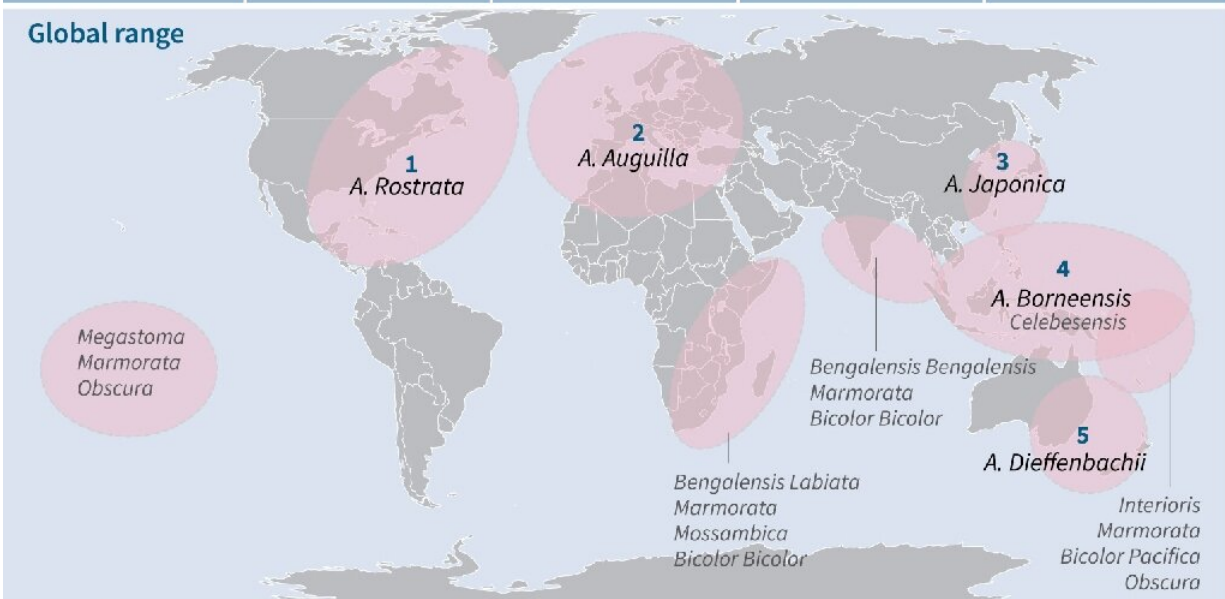 Global range
1
A. Rostrata
2
A. Auguilla
3
A. Japonica
4
A. Borneensis
Celebesensis
Megastoma
Marmorata
Obscura
Bengalensis Bengalensis
Marmorata
Bicolor Bicolor
5
A. Dieffenbachii
Bengalensis Labiata
Marmorata
Mossambica
Bicolor Bicolor
Interioris
Marmorata
Bicolor Pacifica
Obscura